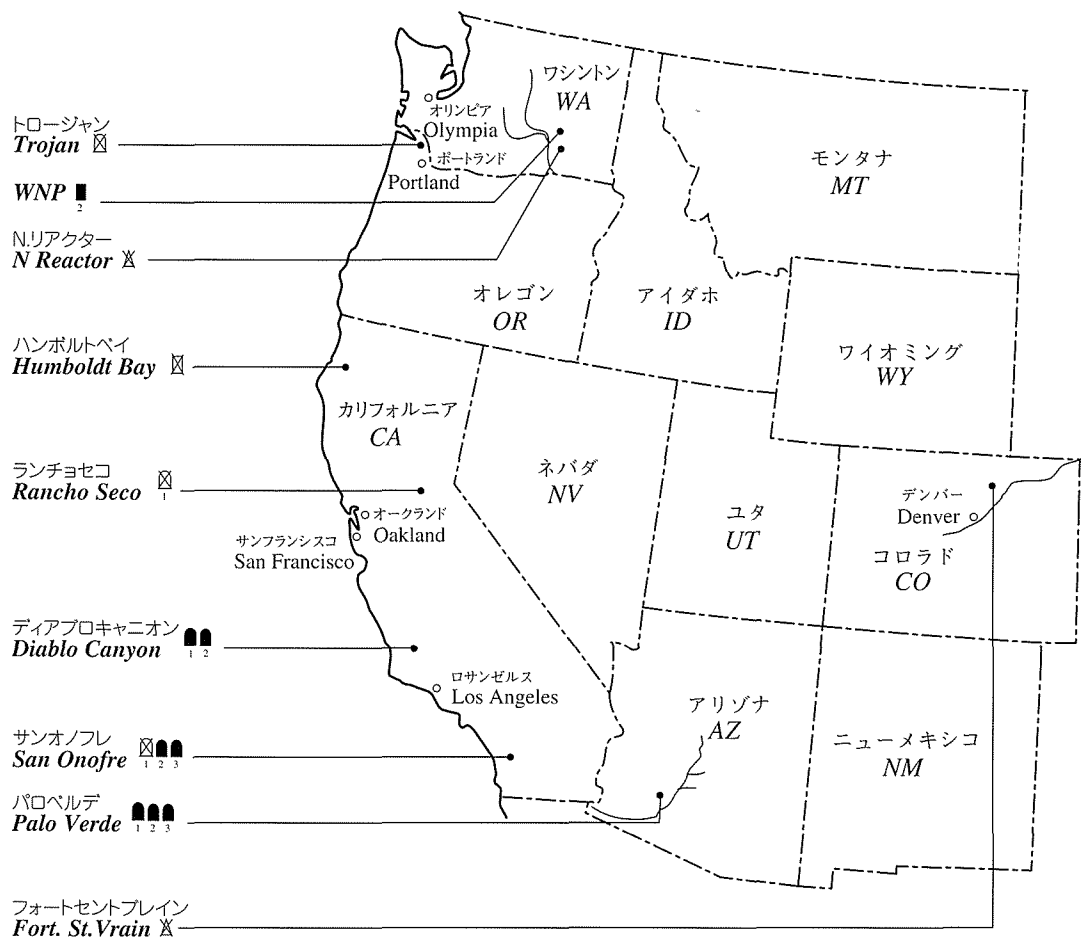 トロージャン
Trojan
WNP
2
N.リアクター
N Reactor
ハンボルトベイ
Humboldt Bay
ランチョセコ
Rancho Seco
1
ディアブロキャニオン
Diablo Canyon
1 2
サンオノフレ
San Onofre
1 2 3
パロベルデ
Palo Verde
1 2 3
フォートセントブレイン
Fort. St.Vrain
ワシントン
WA
オリンピア
Olympia
ポートランド
Portland
モンタナ
MT
オレゴン
OR
アイダホ
ID
ワイオミング
WY
カリフォルニア
CA
ネバダ
NV
ユタ
UT
デンバー
Denver
コロラド
CO
オークランド
Oakland
サンフランシスコ
San Francisco
ロサンゼルス
Los Angeles
アリゾナ
AZ
ニューメキシコ
NM